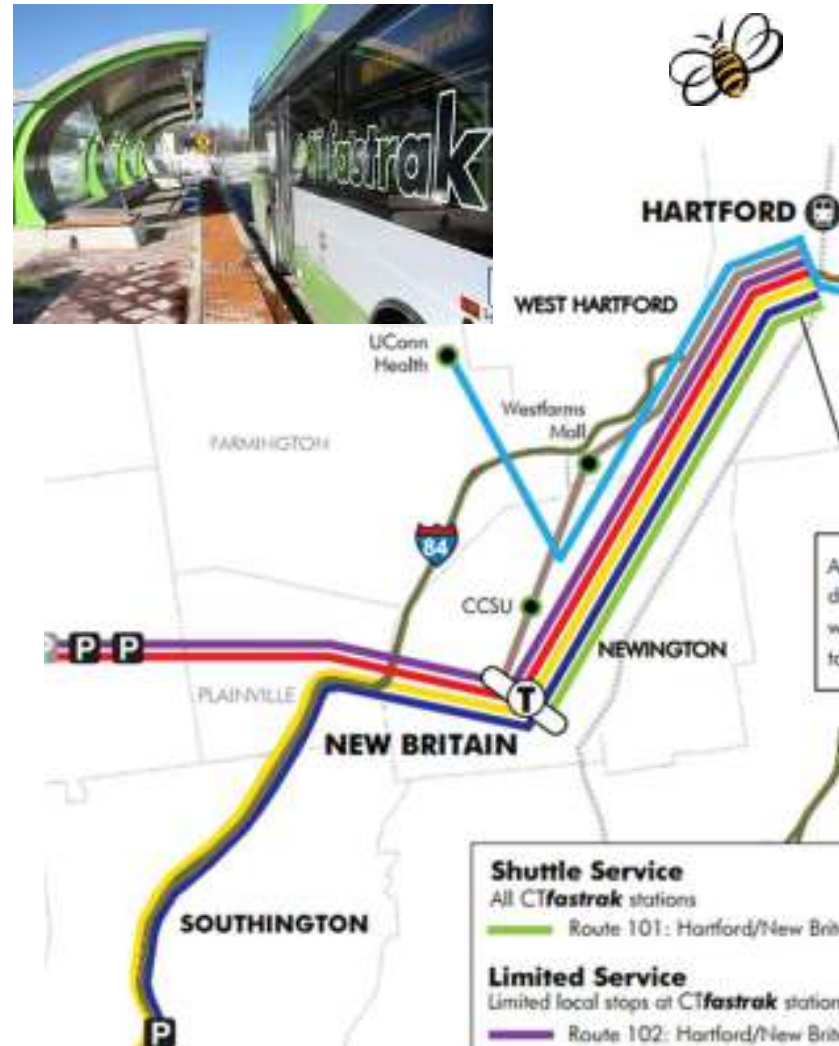 fastrak
HARTFORD
WEST HARTFORD
UConn
Health
Westfarms
Mall
FARMINGTON
84
CCSU
P P
NEWINGTON
PLAINVILLE
T
NEW BRITAIN
SOUTHINGTON
P
Shuttle Service
All CTfastrak stations
Route 101: Hartford/New Brit
Limited Service
Limited local stops at CTfastrak station
Route 102: Hartford/New Brit